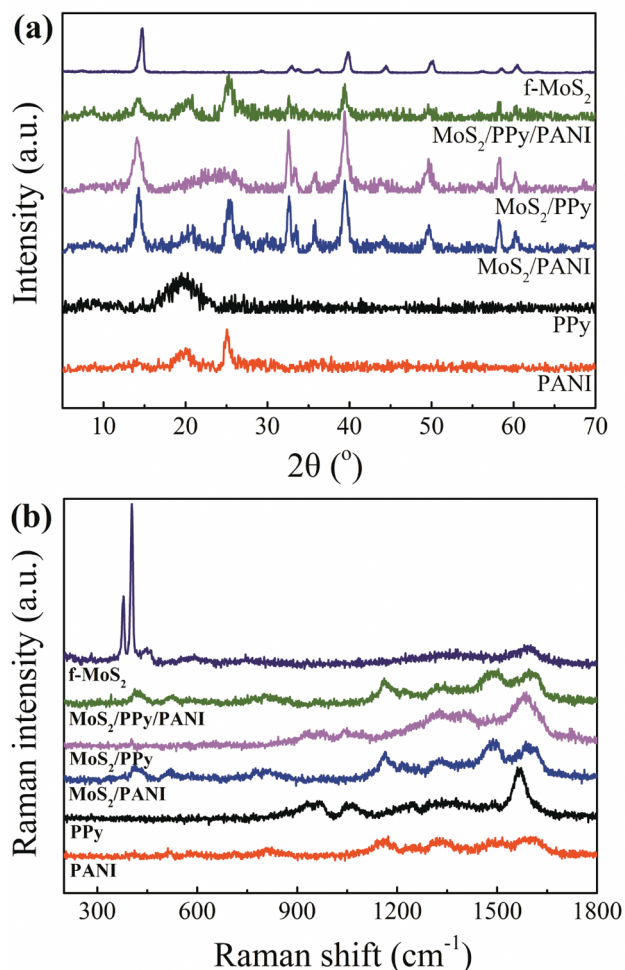 (a)
Intensity (a.u.)
f-MoS₂
MoS₂/PPy/PANI
MoS₂/PPy
MoS₂/PANI
PPy
PANI
10 20 30 40 50 60 70
2θ (°)
(b)
Raman intensity (a.u.)
f-MoS₂
MoS₂/PPy/PANI
MoS₂/PPy
MoS₂/PANI
PPy
PANI
300 600 900 1200 1500 1800
Raman shift (cm⁻¹)